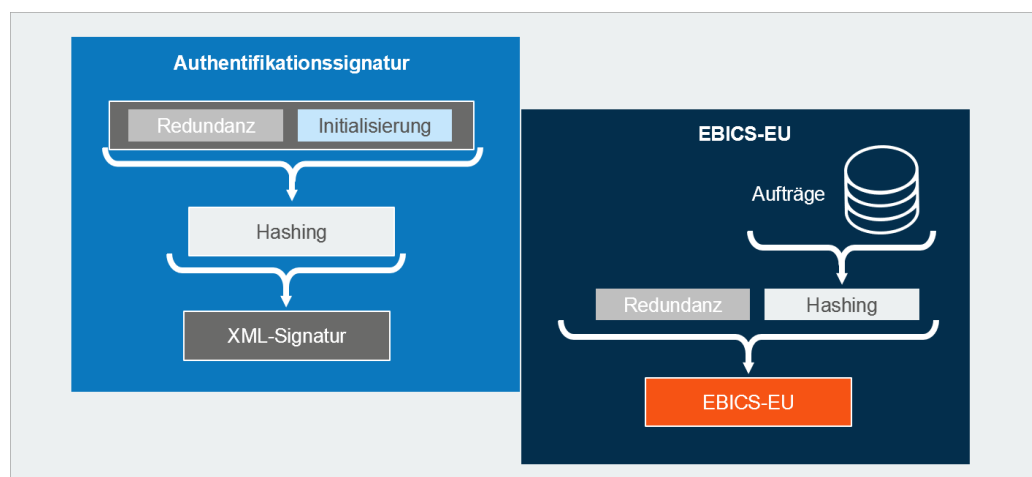 Authentifikationssignatur
Redundanz
Initialisierung
Hashing
XML-Signatur
EBICS-EU
Aufträge
Redundanz
Hashing
EBICS-EU